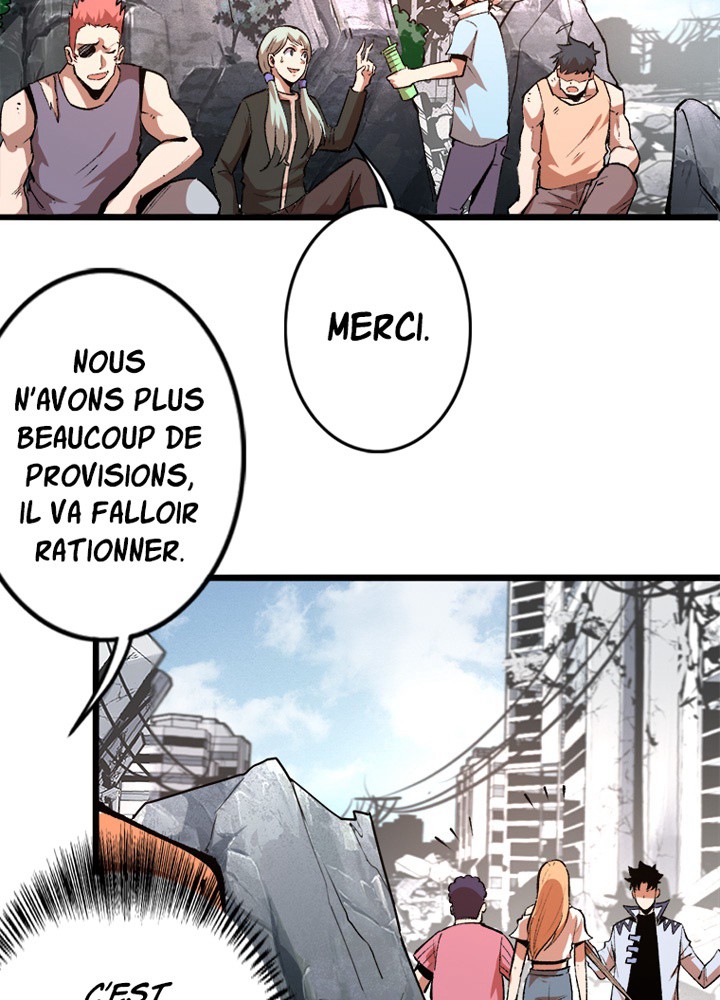 MERCI.
NOUS
N'AVONS PLUS
BEAUCOUP DE
PROVISIONS,
IL VA FALLOIR
RATIONNER.
C'EST